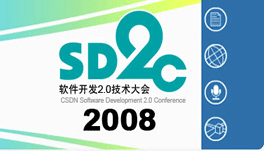 SD2C
软件开发2.0技术大会
CSDN Software Development 2.0 Conference
2008